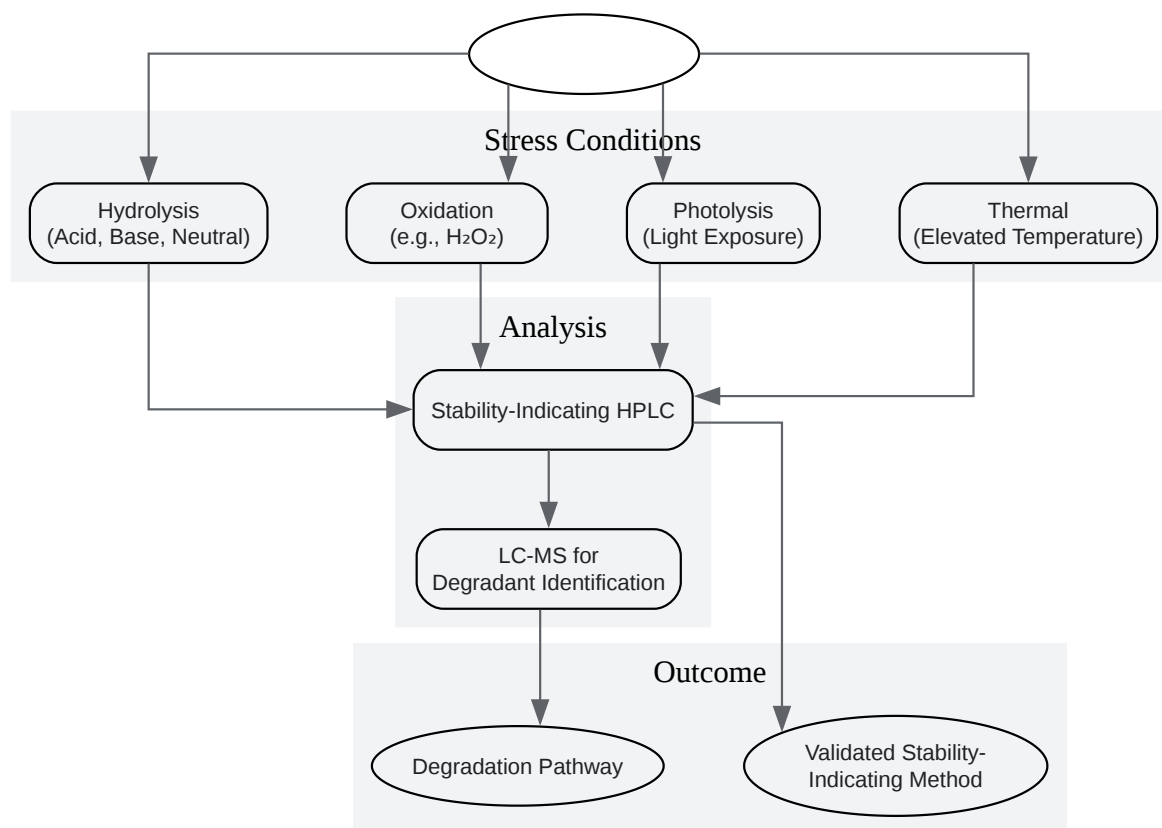 Stress Conditions
Hydrolysis
(Acid, Base, Neutral)
Oxidation
(e.g., H₂O₂)
Photolysis
(Light Exposure)
Thermal
(Elevated Temperature)
Analysis
Stability-Indicating HPLC
LC-MS for
Degradant Identification
Outcome
Degradation Pathway
Validated Stability-
Indicating Method